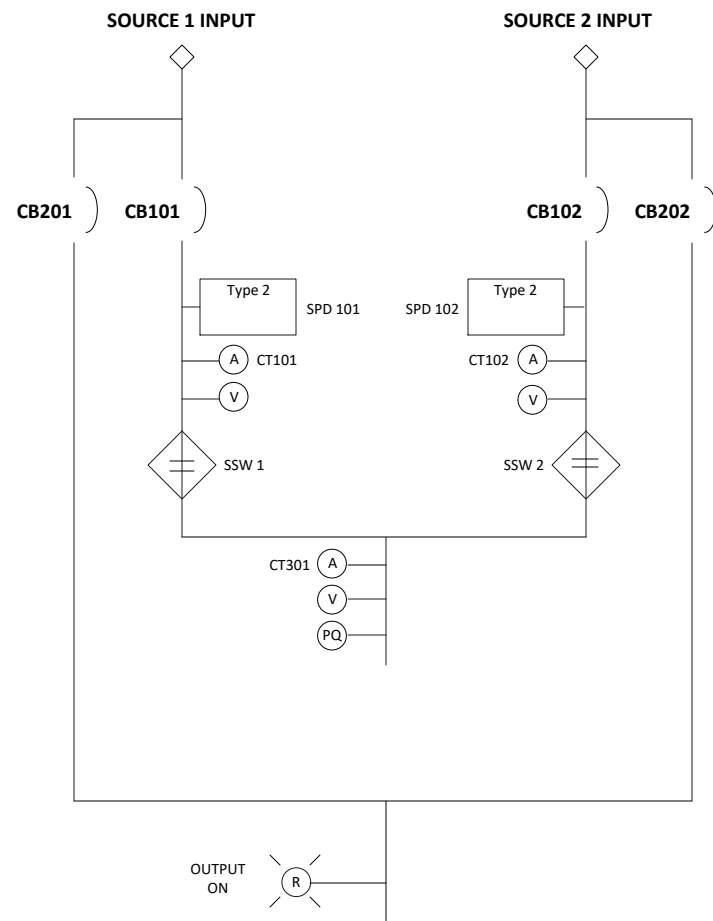 SOURCE 1 INPUT
SOURCE 2 INPUT
CB201
CB101
CB102
CB202
Type 2
SPD 101
SPD 102
Type 2
A
CT101
CT102
A
V
V
SSW 1
SSW 2
CT301
A
V
PQ
OUTPUT
ON
R